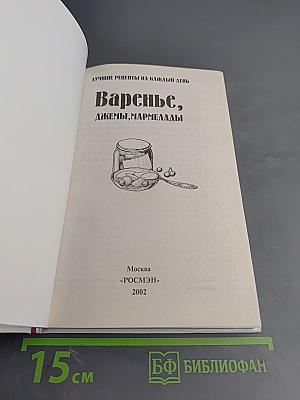 ЛУЧШИЕ РЕЦЕПТЫ НА КАЖДЫЙ ДЕНЬ
Варенье,
ДЖЕМЫ, МАРМЕЛАДЫ
Москва
«РОСМЭН»
2002
15 см
БФ БИБЛИОФАН